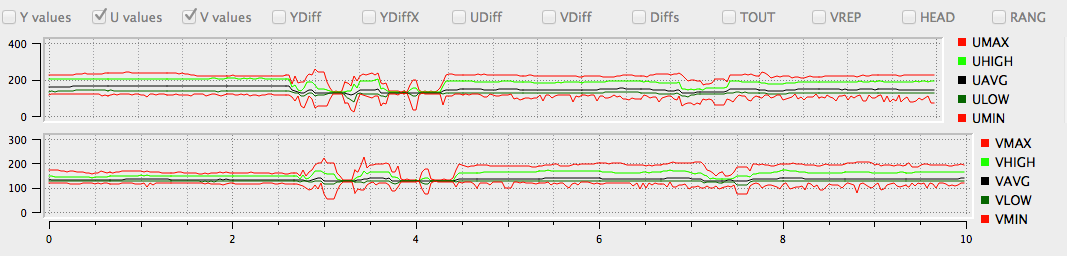 Y values U values V values YDiff YDiffX UDiff VDiff Diffs TOUT VREP HEAD RANG
400
200
0
UMAX
UHIGH
UAVG
ULOW
UMIN
300
200
100
0
VMAX
VHIGH
VAVG
VLOW
VMIN
0 2 4 6 8 10